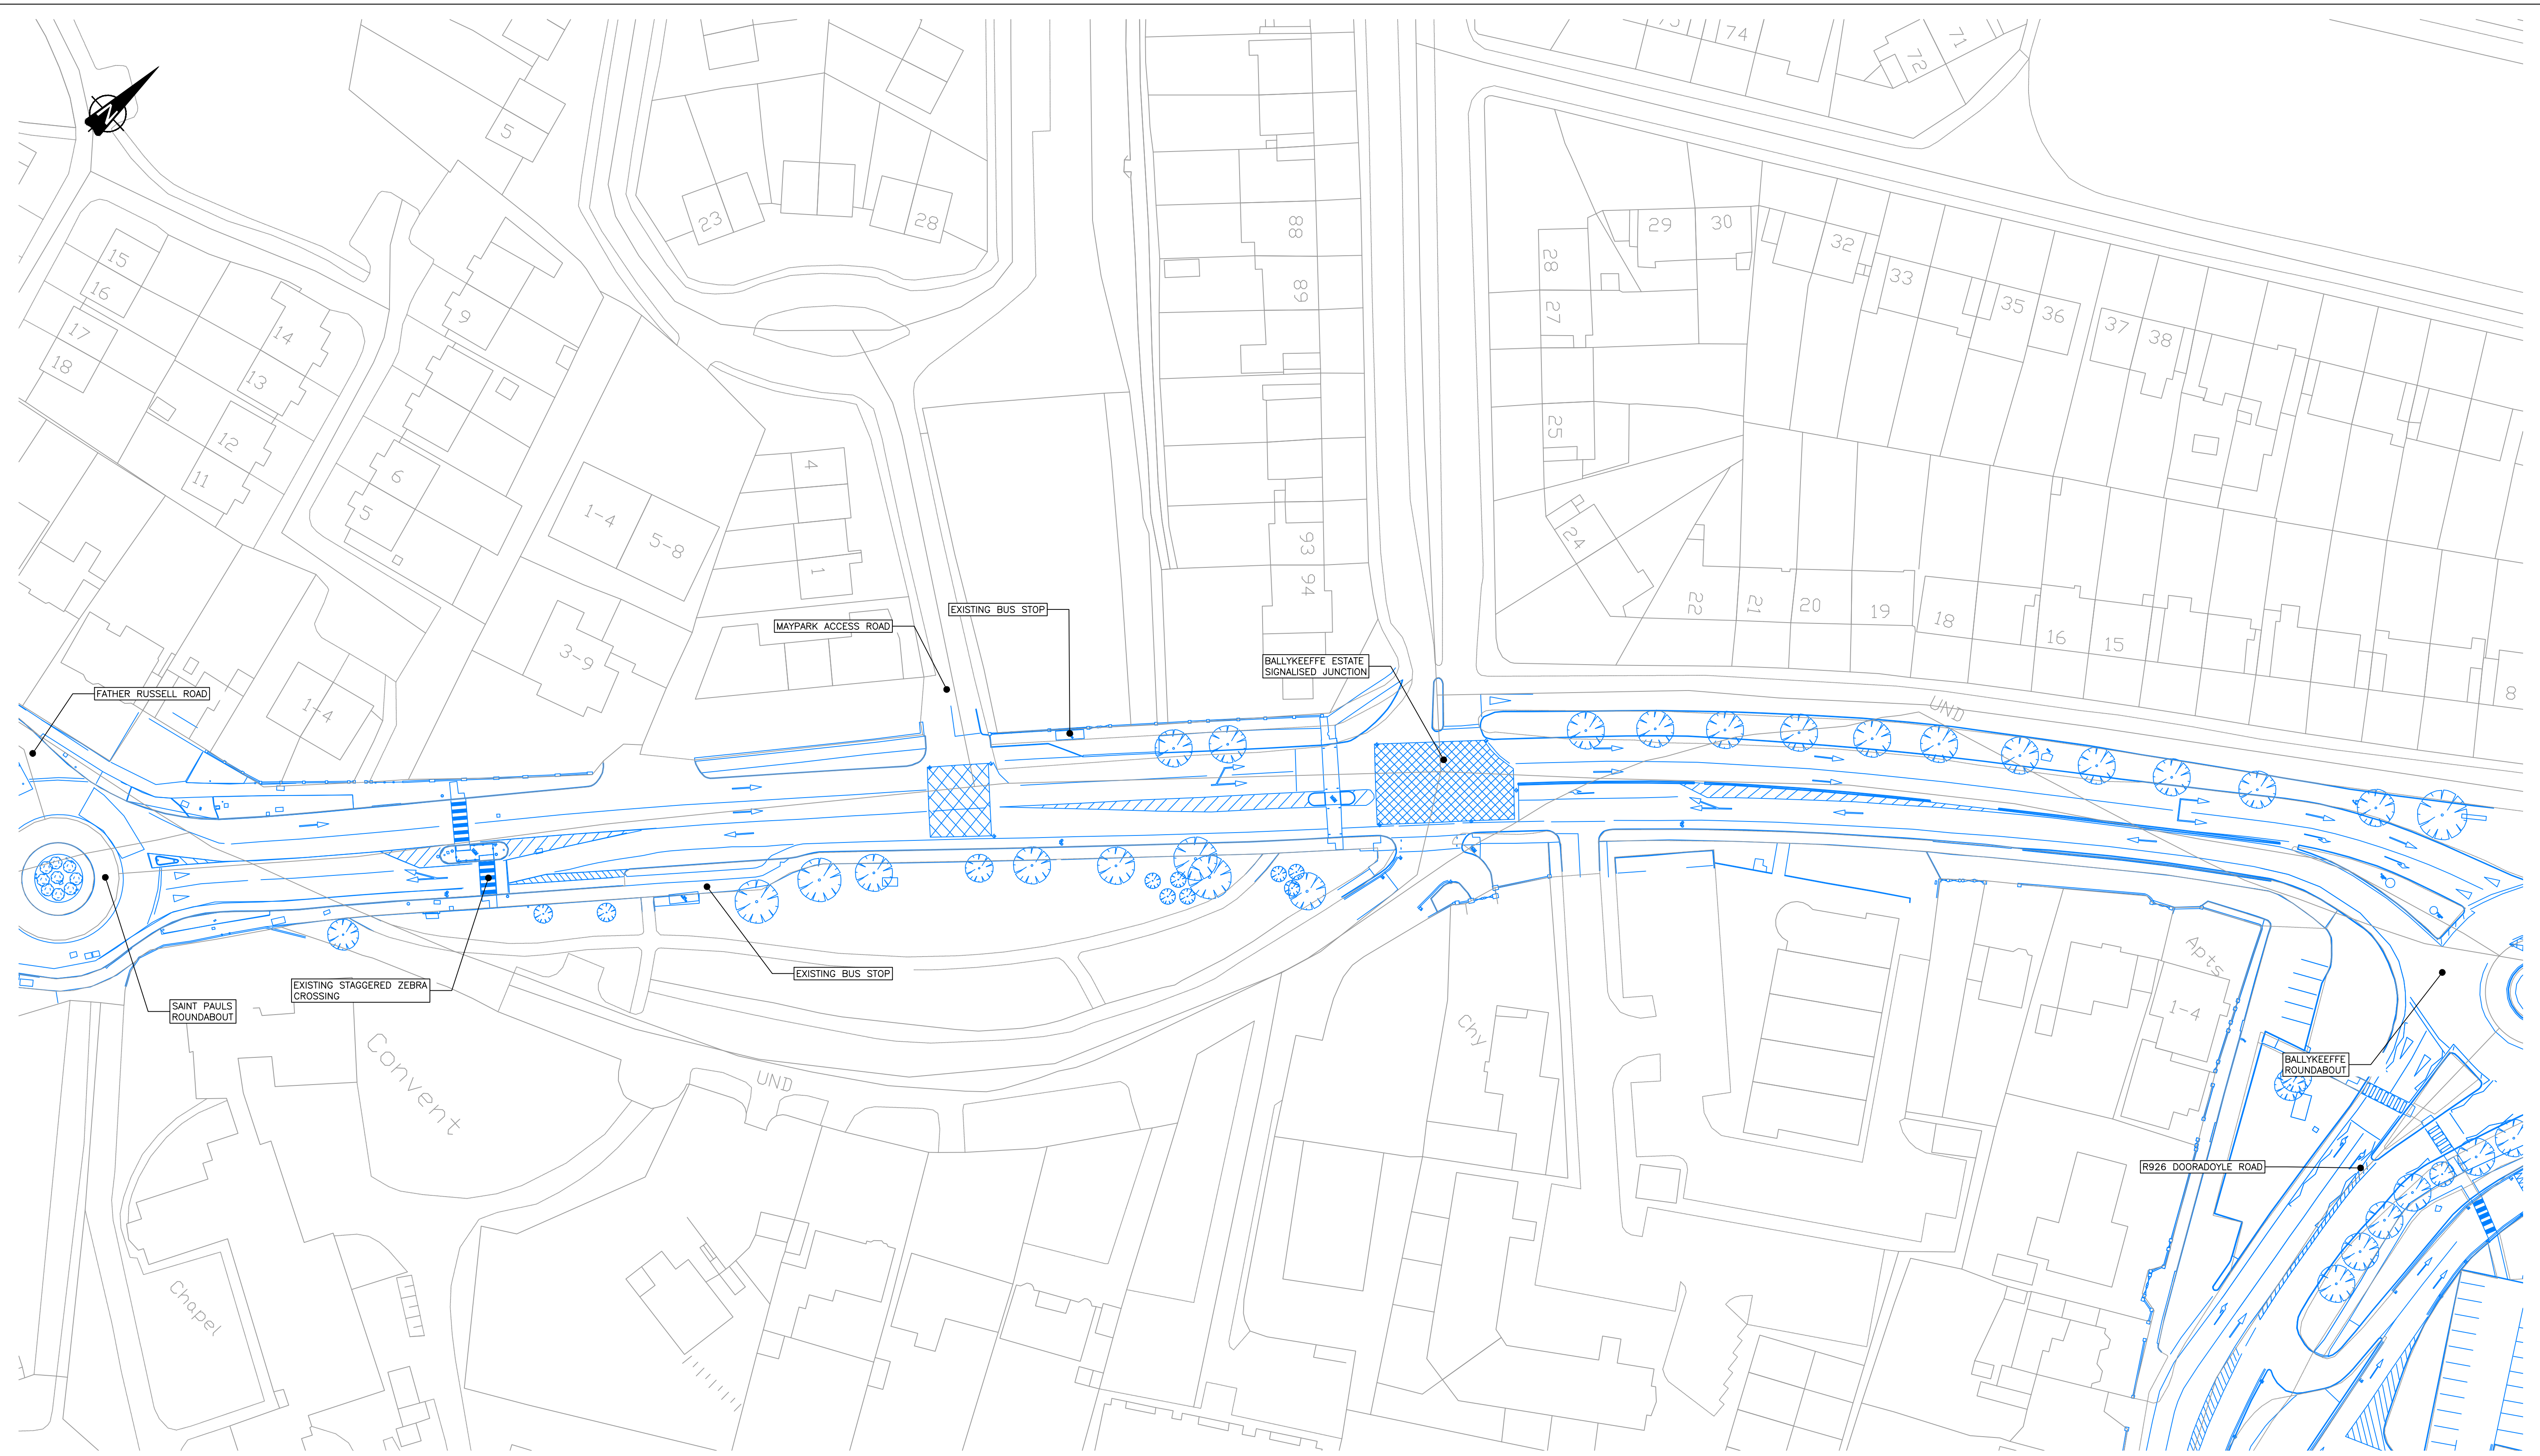 73
74
72
71
5
23
28
88
89
29
30
28
27
25
24
32
33
35
36
37
38
15
16
17
18
14
13
12
11
9
6
5
1-4
5-8
4
1
3-9
1-4
93
94
22
21
20
19
18
16
15
8
EXISTING BUS STOP
MAYPARK ACCESS ROAD
BALLYKEEFFE ESTATE
SIGNALISED JUNCTION
FATHER RUSSELL ROAD
UND
EXISTING BUS STOP
EXISTING STAGGERED ZEBRA
CROSSING
SAINT PAULS
ROUNDABOUT
Convent
UND
Chy
Apts
1-4
BALLYKEEFFE
ROUNDABOUT
R926 DOORADOYLE ROAD
Chapel